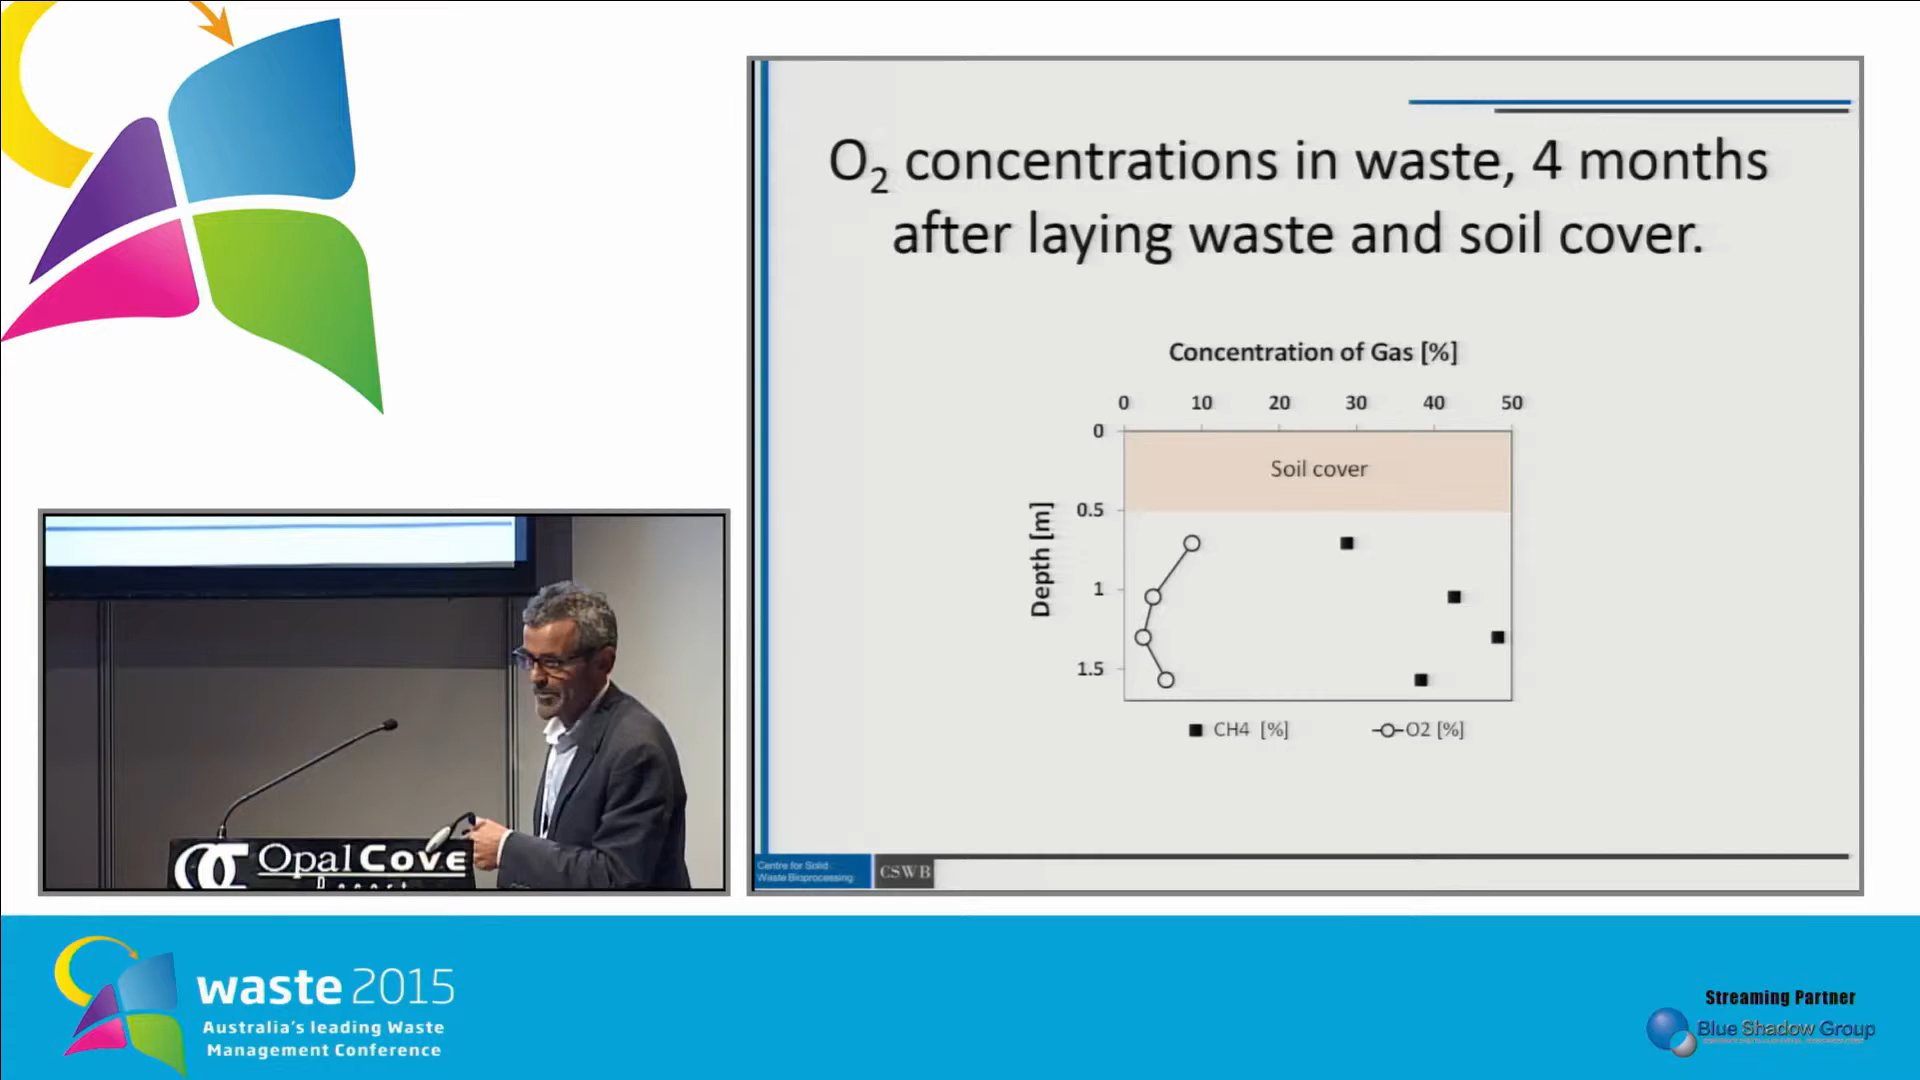 O2 concentrations in waste, 4 months
after laying waste and soil cover.
Concentration of Gas [%]
0 10 20 30 40 50
0
Soil cover
0.5
Depth [m]
1
1.5
CH4 [%] O2 [%]
Centre for Solid
Waste Bioprocessing
CSWB
Opal Cove
waste 2015
Australia's leading Waste
Management Conference
Streaming Partner
Blue Shadow Group